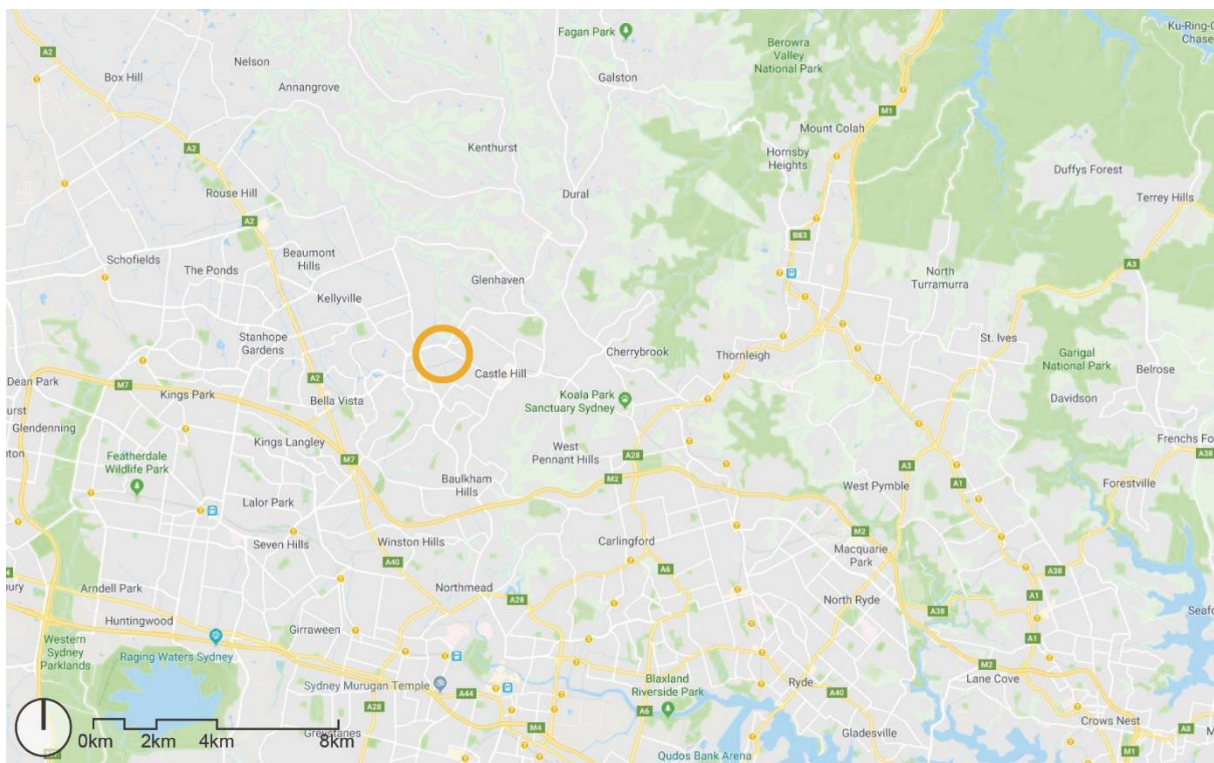 Ku-Ring-G
Chase
Fagan Park
Berowra
Valley
National Park
A2
Nelson
Box Hill
Annangrove
Galston
M1
Mount Colah
Kenthurst
A2
Hornsby
Heights
Duffys Forest
Rouse Hill
Dural
Terrey Hills
A2
B83
Beaumont
Hills
Schofields
The Ponds
Glenhaven
North
Turramurra
A3
Kellyville
Stanhope
Gardens
St. Ives
Cherrybrook
Thornleigh
Garigal
National Park
Belrose
Castle Hill
A2
Dean Park
M7
Kings Park
Bella Vista
Koala Park
Sanctuary Sydney
Davidson
urst
Glendenning
Kings Langley
West
Pennant Hills
A28
Frenchs Fo
A38
nton
Featherdale
Wildlife Park
M7
A3
Baulkham
Hills
M2
West Pymble
A1
Forestville
Lalor Park
M2
Seven Hills
Winston Hills
Carlingford
Macquarie
Park
A40
A6
A38
bury
Arndell Park
Northmead
A28
North Ryde
A1
A38
Seaf
Huntingwood
Girraween
A1
Western
Sydney
Parklands
Raging Waters Sydney
M2
Lane Cove
Sydney Murugan Temple
A44
Blaxland
Riverside Park
Ryde
A40
A28
A6
Crows Nest
0km
2km
4km
8km
Greystanes
M4
Gladesville
A8
M
Qudos Bank Arena
M1